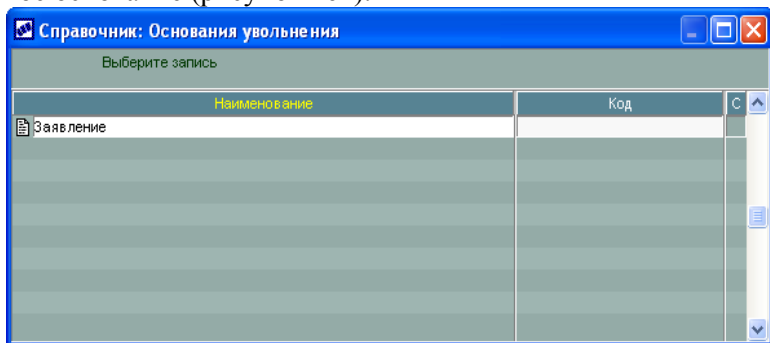 Справочник: Основания увольнения
Выберите запись
Наименование Код С
Заявление